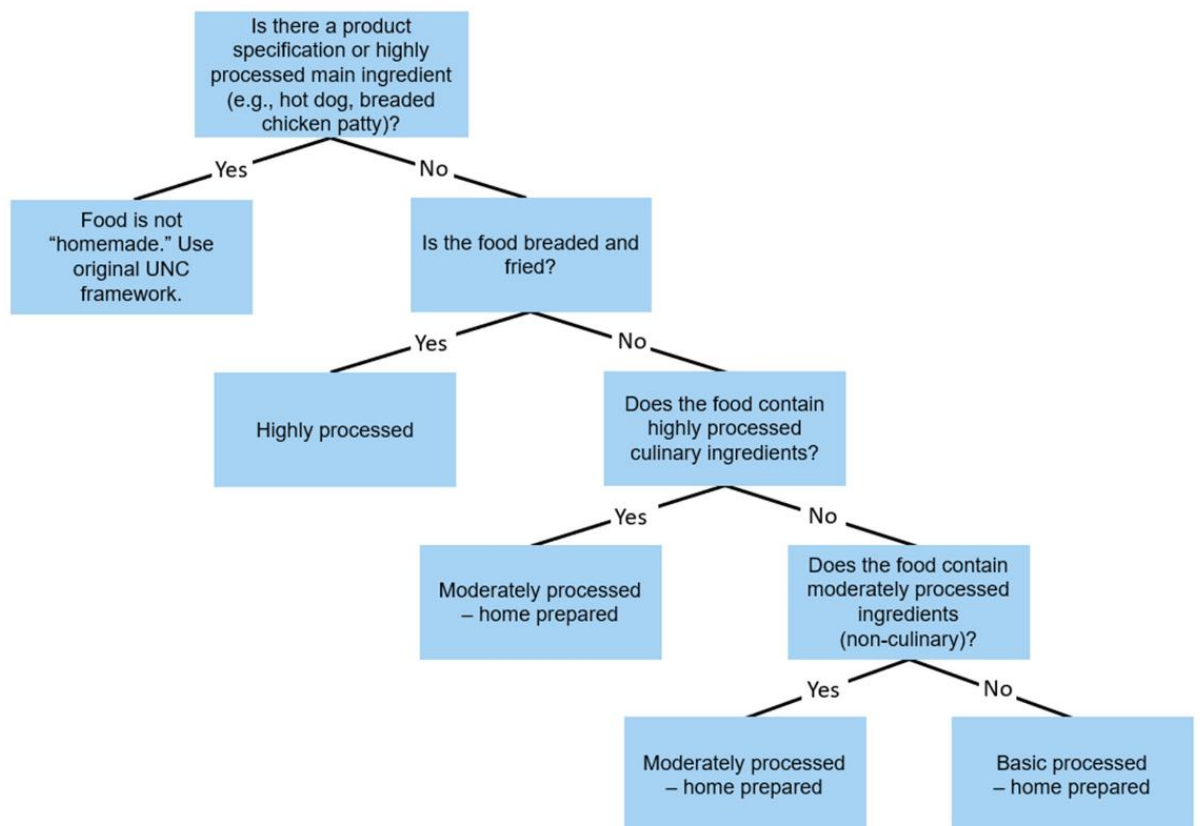 Is there a product
specification or highly
processed main ingredient
(e.g., hot dog, breaded
chicken patty)?
Yes
No
Food is not
“homemade.” Use
original UNC
framework.
Is the food breaded and
fried?
Yes
No
Highly processed
Does the food contain
highly processed
culinary ingredients?
Yes
No
Moderately processed
– home prepared
Does the food contain
moderately processed
ingredients
(non-culinary)?
Yes
No
Moderately processed
– home prepared
Basic processed
– home prepared